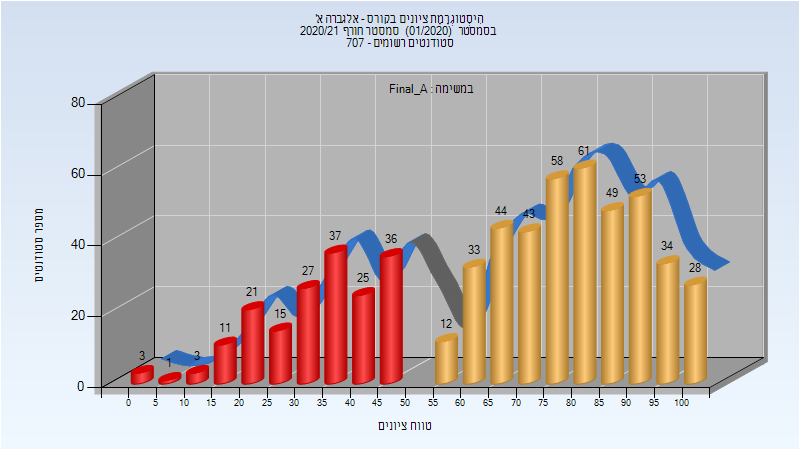 היסטוגרמת ציונים בקורס - אלגברה א'
בסמסטר (01/2020) סמסטר חורף 2020/21
סטודנטים רשומים - 707
במשימה : Final_A
מספר סטודנטים
80
60
40
20
0
3 1 3 11 21 15 27 37 25 36 12 33 44 43 58 61 49 53 34 28
0 5 10 15 20 25 30 35 40 45 50 55 60 65 70 75 80 85 90 95 100
טווח ציונים